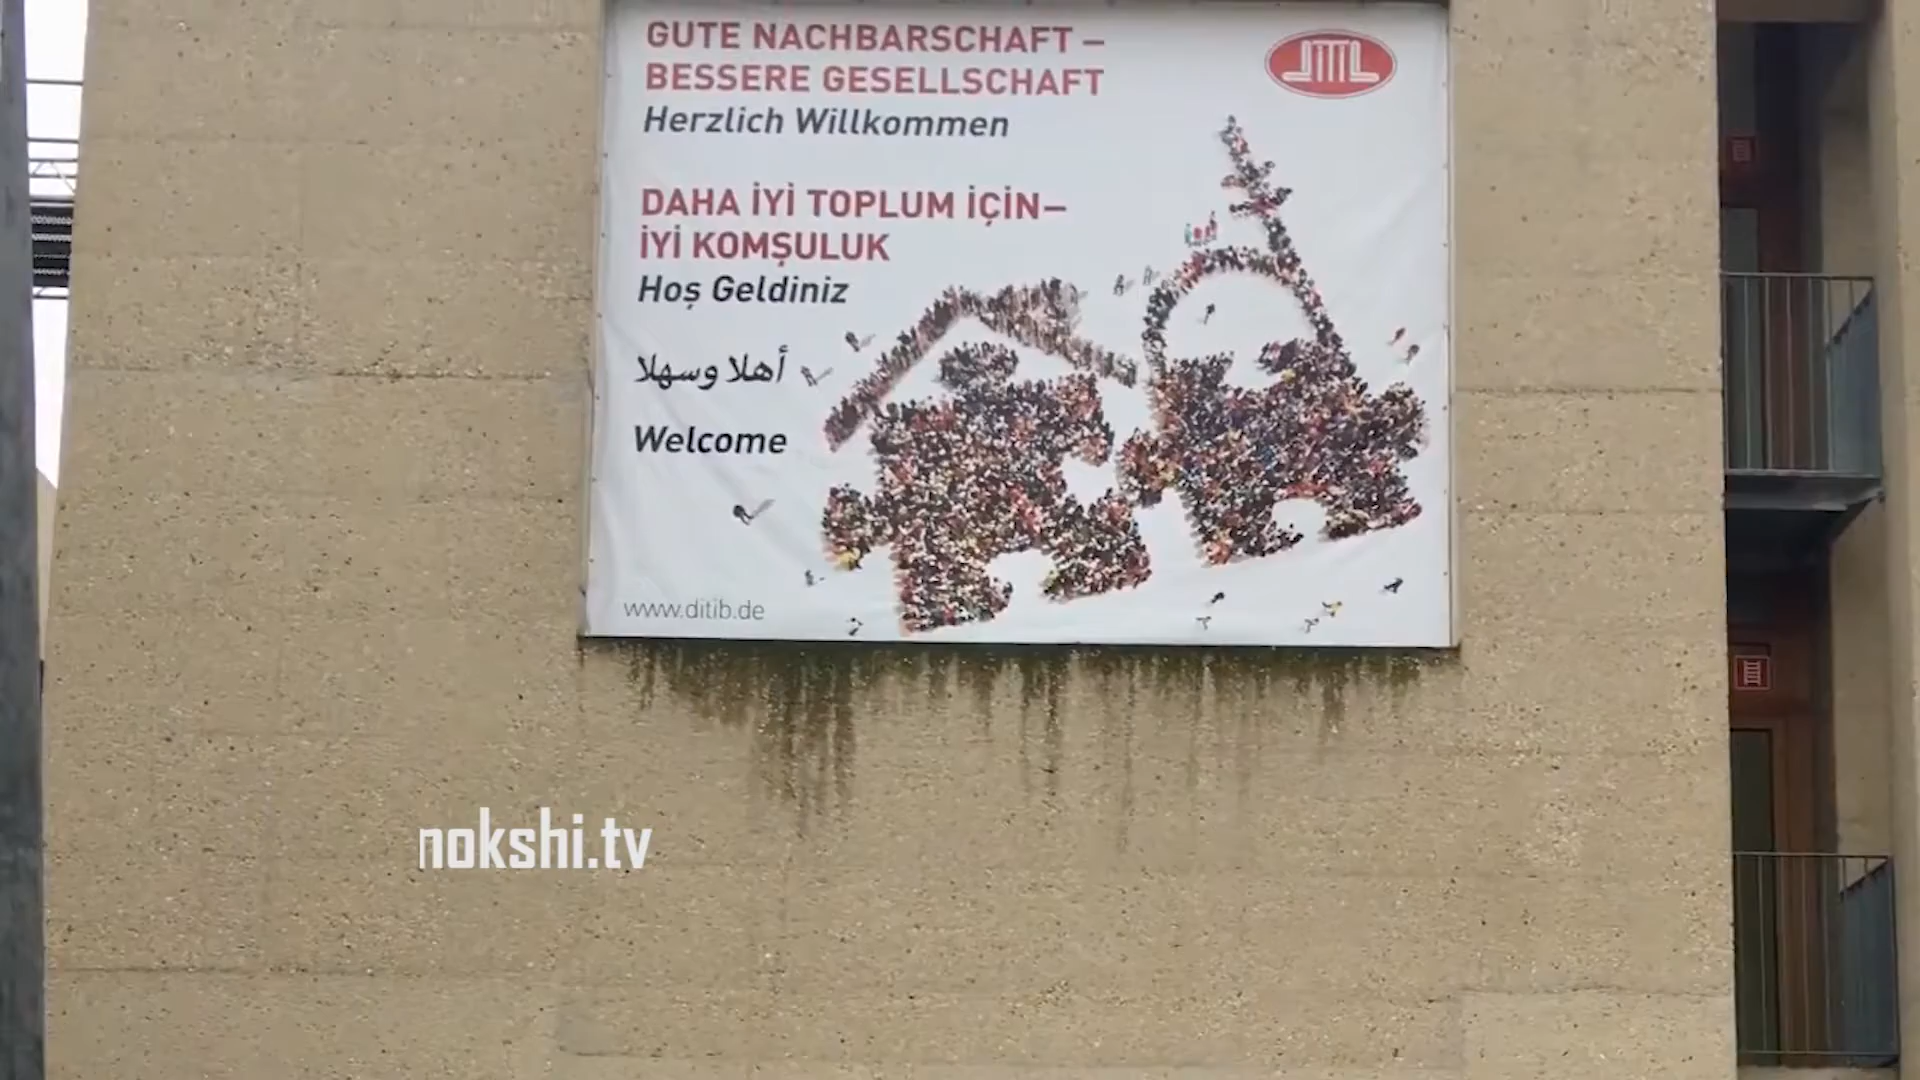 GUTE NACHBARSCHAFT –
BESSERE GESELLSCHAFT
Herzlich Willkommen
DITIB
DAHA İYİ TOPLUM İÇİN–
İYİ KOMŞULUK
Hoş Geldiniz
أهلا وسهلا
Welcome
www.ditib.de
nokshi.tv